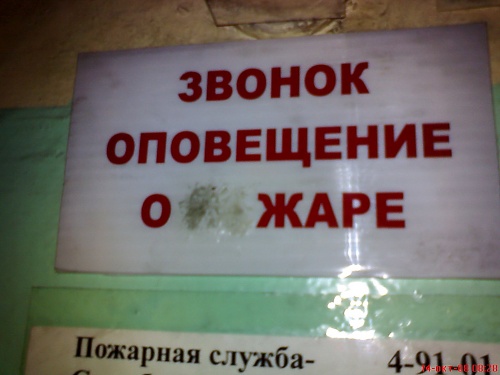 ЗВОНОК
ОПОВЕЩЕНИЕ
О ЖАРЕ
Пожарная служба- 4-91-01